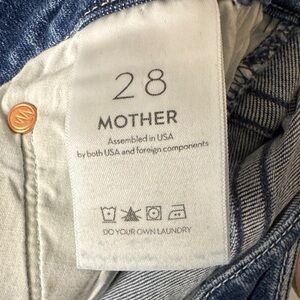 28
MOTHER
Assembled in USA
by both USA and foreign components
DO YOUR OWN LAUNDRY